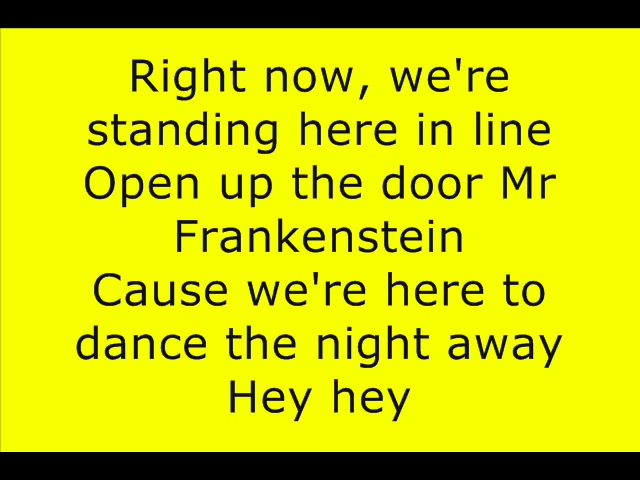 Right now, we're
standing here in line
Open up the door Mr
Frankenstein
Cause we're here to
dance the night away
Hey hey